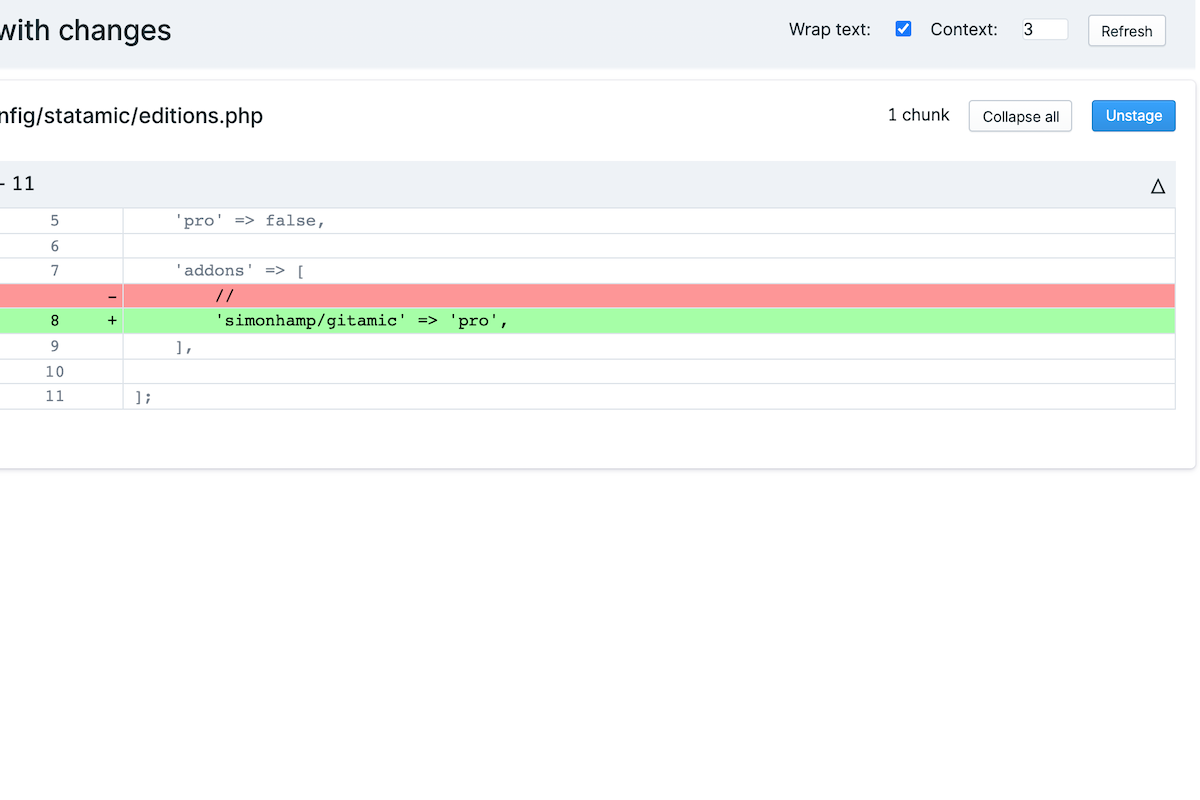 with changes Wrap text: Context: 3 Refresh
nfig/statamic/editions.php 1 chunk Collapse all Unstage
- 11
5 'pro' => false,
6
7 'addons' => [
- //
8 + 'simonhamp/gitamic' => 'pro',
9 ],
10
11 ];